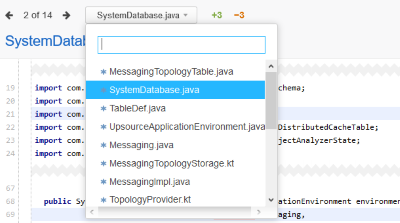 2 of 14 SystemDatabase.java +3 −3
SystemDatab
MessagingTopologyTable.java
SystemDatabase.java
TableDef.java
UpsourceApplicationEnvironment.java
Messaging.java
MessagingTopologyStorage.kt
MessagingImpl.java
TopologyProvider.kt
19 import com. chema;
20 import com.
21 import com.
22 import com. DistributedCacheTable;
23 import com. jectAnalyzerState;
24 import com.
67
68 public Sy ationEnvironment environme
69 aging,